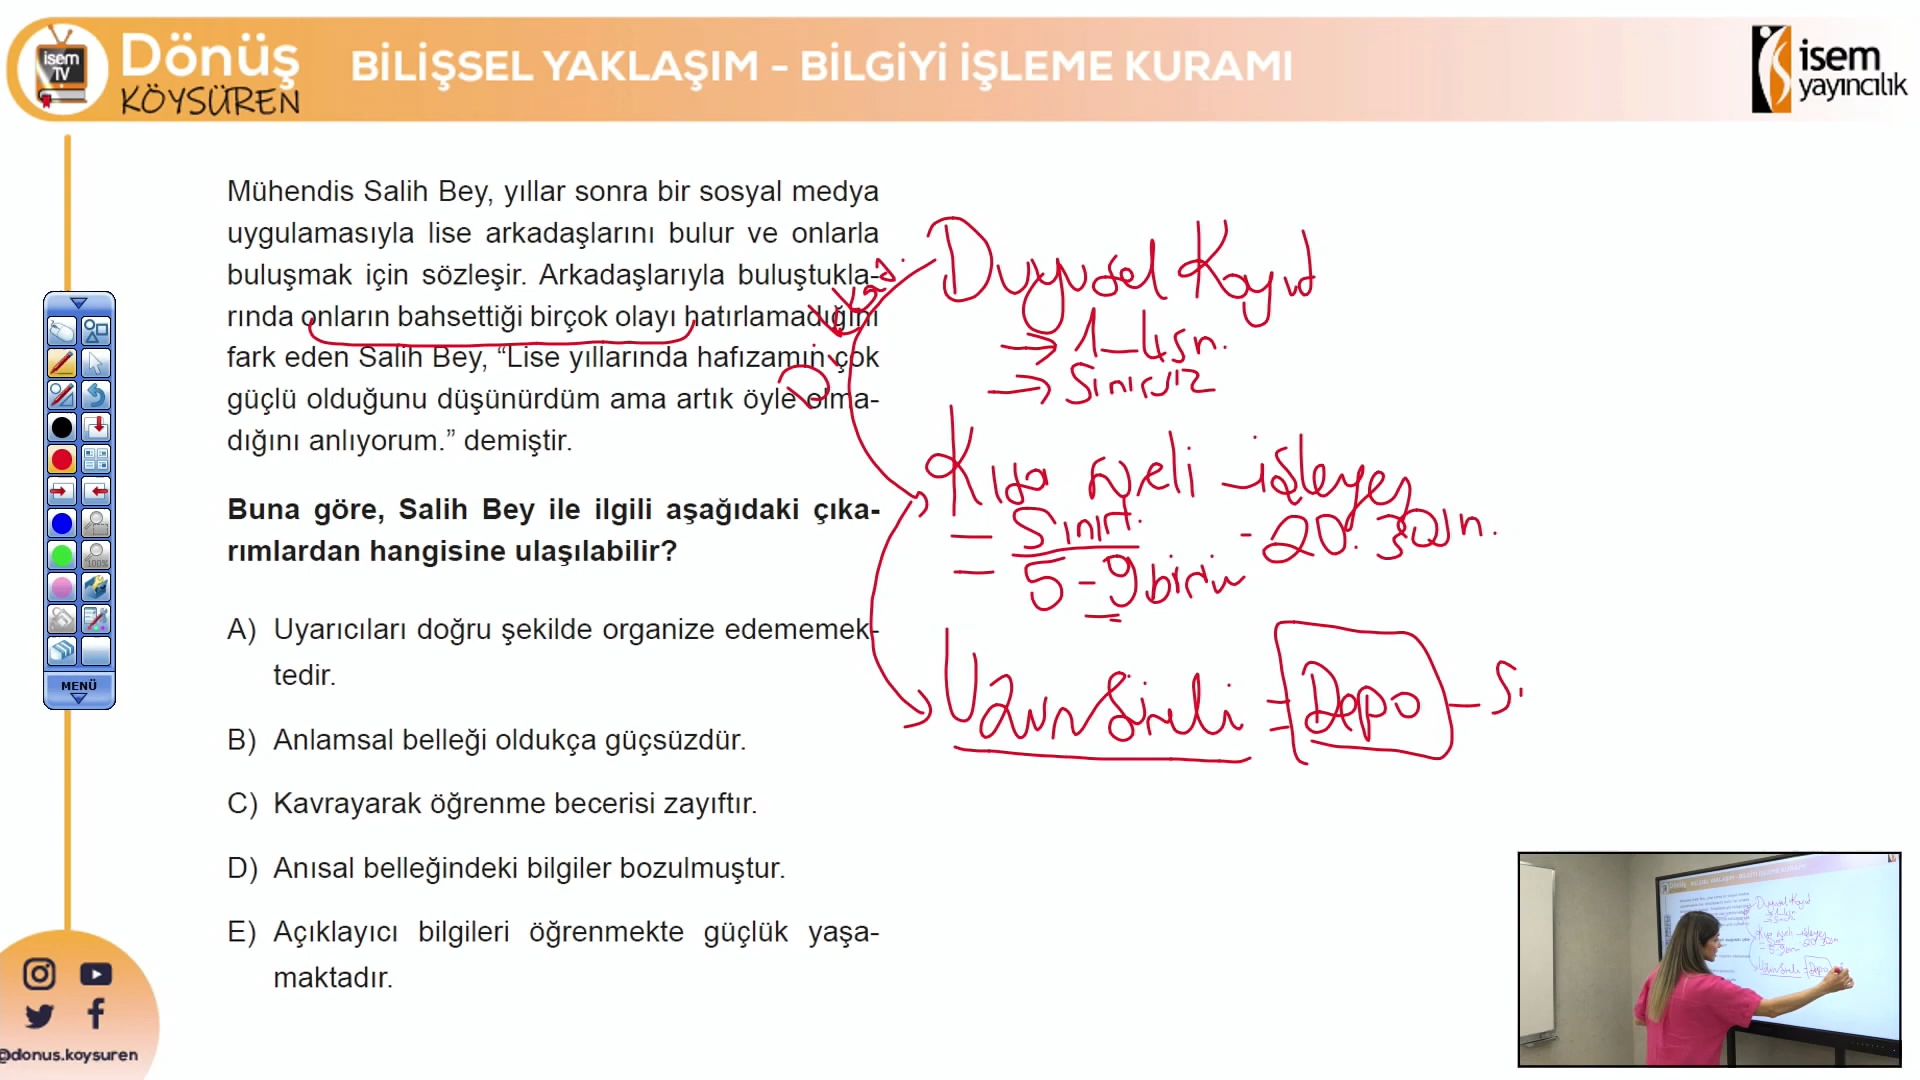 isem
TV
Dönüş
KÖYSÜREN
BİLİŞSEL YAKLAŞIM - BİLGİYİ İŞLEME KURAMI
isem
yayıncılık
Mühendis Salih Bey, yıllar sonra bir sosyal medya
uygulamasıyla lise arkadaşlarını bulur ve onlarla
buluşmak için sözleşir. Arkadaşlarıyla buluştukla-
rında onların bahsettiği birçok olayı hatırlamadığını
fark eden Salih Bey, “Lise yıllarında hafızamın çok
güçlü olduğunu düşünürdüm ama artık öyle olma-
dığını anlıyorum.” demiştir.
Buna göre, Salih Bey ile ilgili aşağıdaki çıka-
rımlardan hangisine ulaşılabilir?
A) Uyarıcıları doğru şekilde organize edememek-
tedir.
B) Anlamsal belleği oldukça güçsüzdür.
C) Kavrayarak öğrenme becerisi zayıftır.
D) Anısal belleğindeki bilgiler bozulmuştur.
E) Açıklayıcı bilgileri öğrenmekte güçlük yaşa-
maktadır.
Duyusal Kayıt
→ 1-4sn.
→ Sınırsız
Kısa süreli - işleyen
= Sınırl. - 20-30sn.
5-9 birim
Uzun Süreli = Depo - S
Dikkat
MENÜ
100%
@donus.koysuren